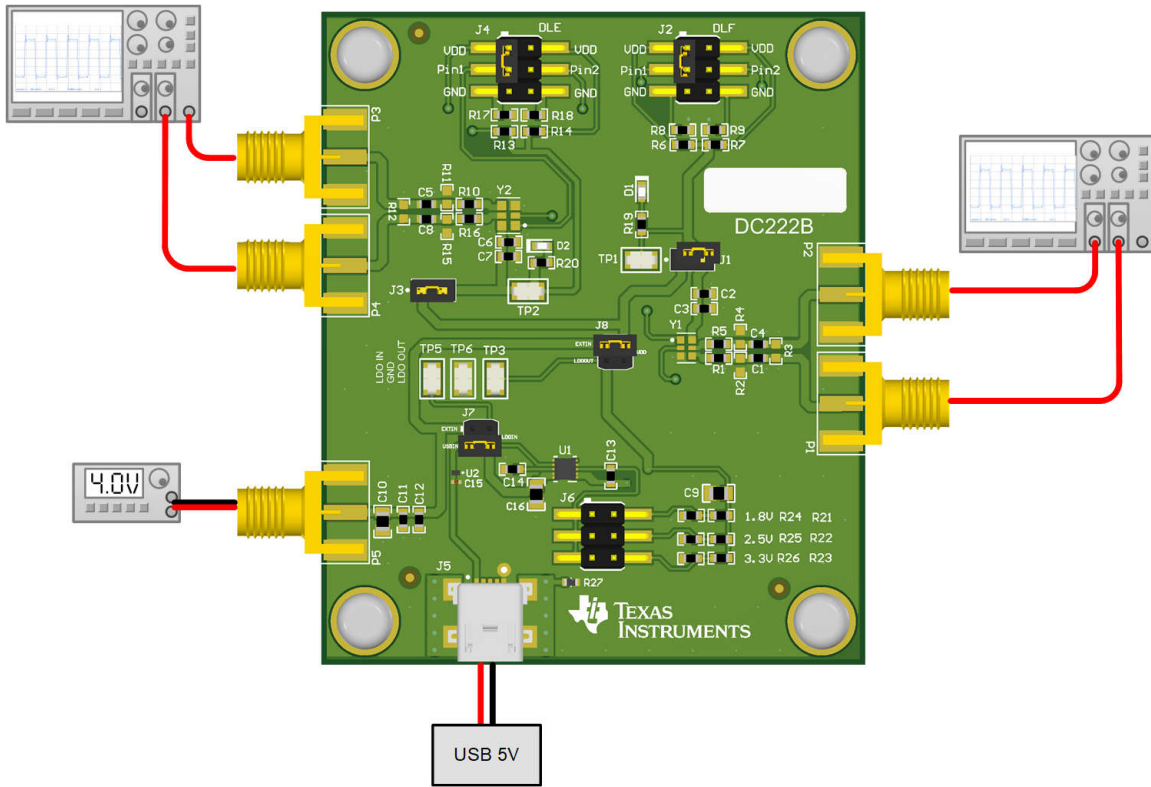 J4 DLE
VDD VDD
Pin1 Pin2
GND GND
R17 R18
R13 R14
J2 DLF
VDD VDD
Pin1 Pin2
GND GND
R8 R9
R6 R7
P3
P4
R11
R12
C5 R10 Y2
C8 R16
R15
C6 D2
C7 R20
J3
TP2
D1
R19
TP1
J1
DC222B
P2
P1
C2
C3
Y1
R5 R4 C4
R1 R2 C1
R3
J8
EXTIN
VDD
LDOOUT
LDO IN
GND
LDO OUT
TP5 TP6 TP3
J7
EXTIN
LDOIN
USBIN
U2
C15
C14
U1
C13
C16
J6
C9
1.8V R24 R21
2.5V R25 R22
3.3V R26 R23
4.0V
C10
C11
C12
P5
J5
R27
TEXAS
INSTRUMENTS
USB 5V